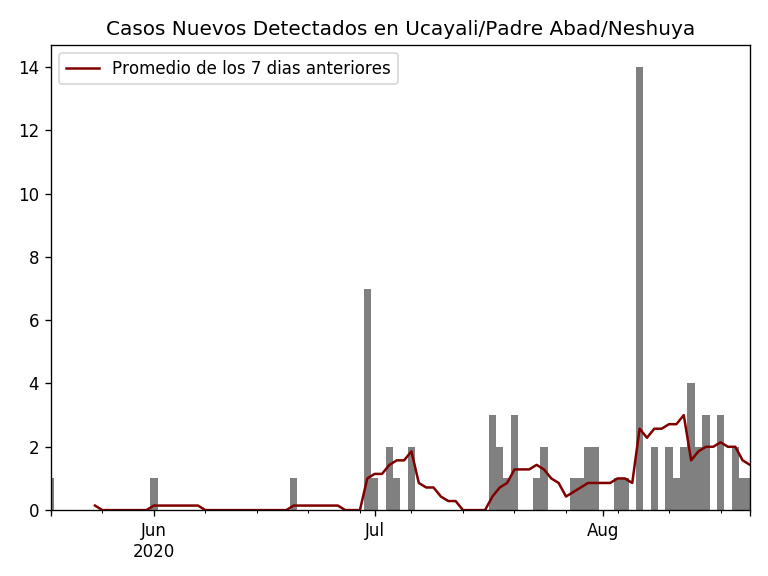 Casos Nuevos Detectados en Ucayali/Padre Abad/Neshuya
Promedio de los 7 dias anteriores
14
12
10
8
6
4
2
0
Jun
2020
Jul
Aug